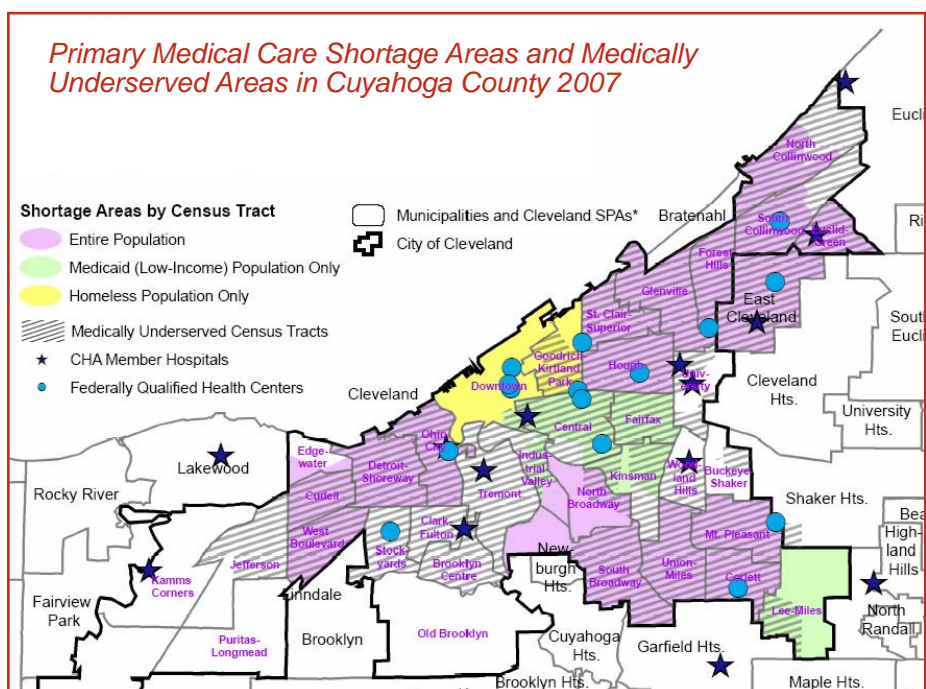 Primary Medical Care Shortage Areas and Medically
Underserved Areas in Cuyahoga County 2007
Shortage Areas by Census Tract
Entire Population
Medicaid (Low-Income) Population Only
Homeless Population Only
Medically Underserved Census Tracts
CHA Member Hospitals
Federally Qualified Health Centers
Municipalities and Cleveland SPAs*
City of Cleveland
Eucli
North
Collinwood
Bratenahl
South
Collinwood
Euclid-
Green
Ri
Forest
Hills
Glenville
East
Cleveland
St. Clair-
Superior
South
Eucli
Goodrich-
Kirtland
Park
Hough
Univ-
ersity
Downtown
Cleveland
Cleveland
Hts.
University
Hts.
Fairfax
Central
Ohio
City
Edge-
water
Lakewood
Detroit-
Shoreway
Indus-
trial
Valley
Kinsman
Wood-
land
Hills
Buckeye-
Shaker
Rocky River
Cudell
Tremont
North
Broadway
Shaker Hts.
Bea
West
Boulevard
Clark-
Fulton
Mt. Pleasant
High-
land
Hills
Stock-
yards
Brooklyn
Centre
New-
burgh Hts.
Jefferson
Kamms
Corners
Linndale
South
Broadway
Union-
Miles
Corlett
Fairview
Park
Lee-Miles
North
Randall
Puritas-
Longmead
Brooklyn
Old Brooklyn
Cuyahoga
Hts.
Garfield Hts.
Brooklyn Hts.
Maple Hts.